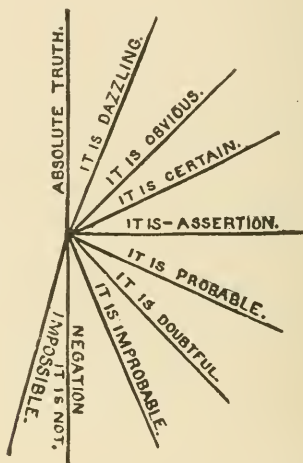 ABSOLUTE TRUTH.
IT IS DAZZLING.
IT IS OBVIOUS.
IT IS CERTAIN.
IT IS-ASSERTION.
IT IS PROBABLE.
IT IS DOUBTFUL.
IT IS IMPROBABLE.
NEGATION
IT IS NOT.
IMPOSSIBLE.